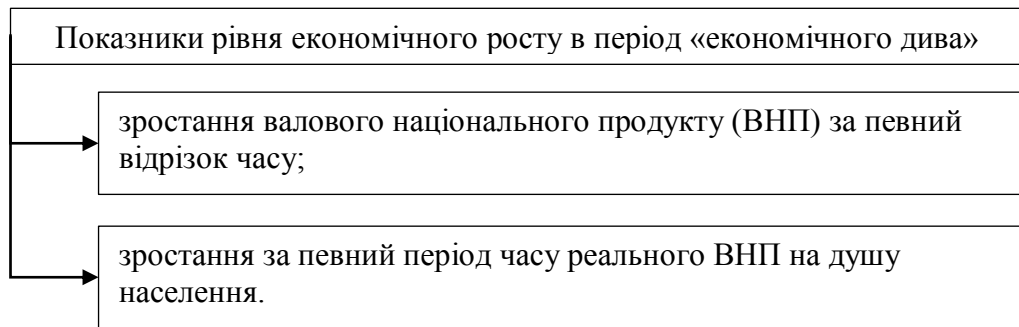 Показники рівня економічного росту в період «економічного дива»
зростання валового національного продукту (ВНП) за певний
відрізок часу;
зростання за певний період часу реального ВНП на душу
населення.